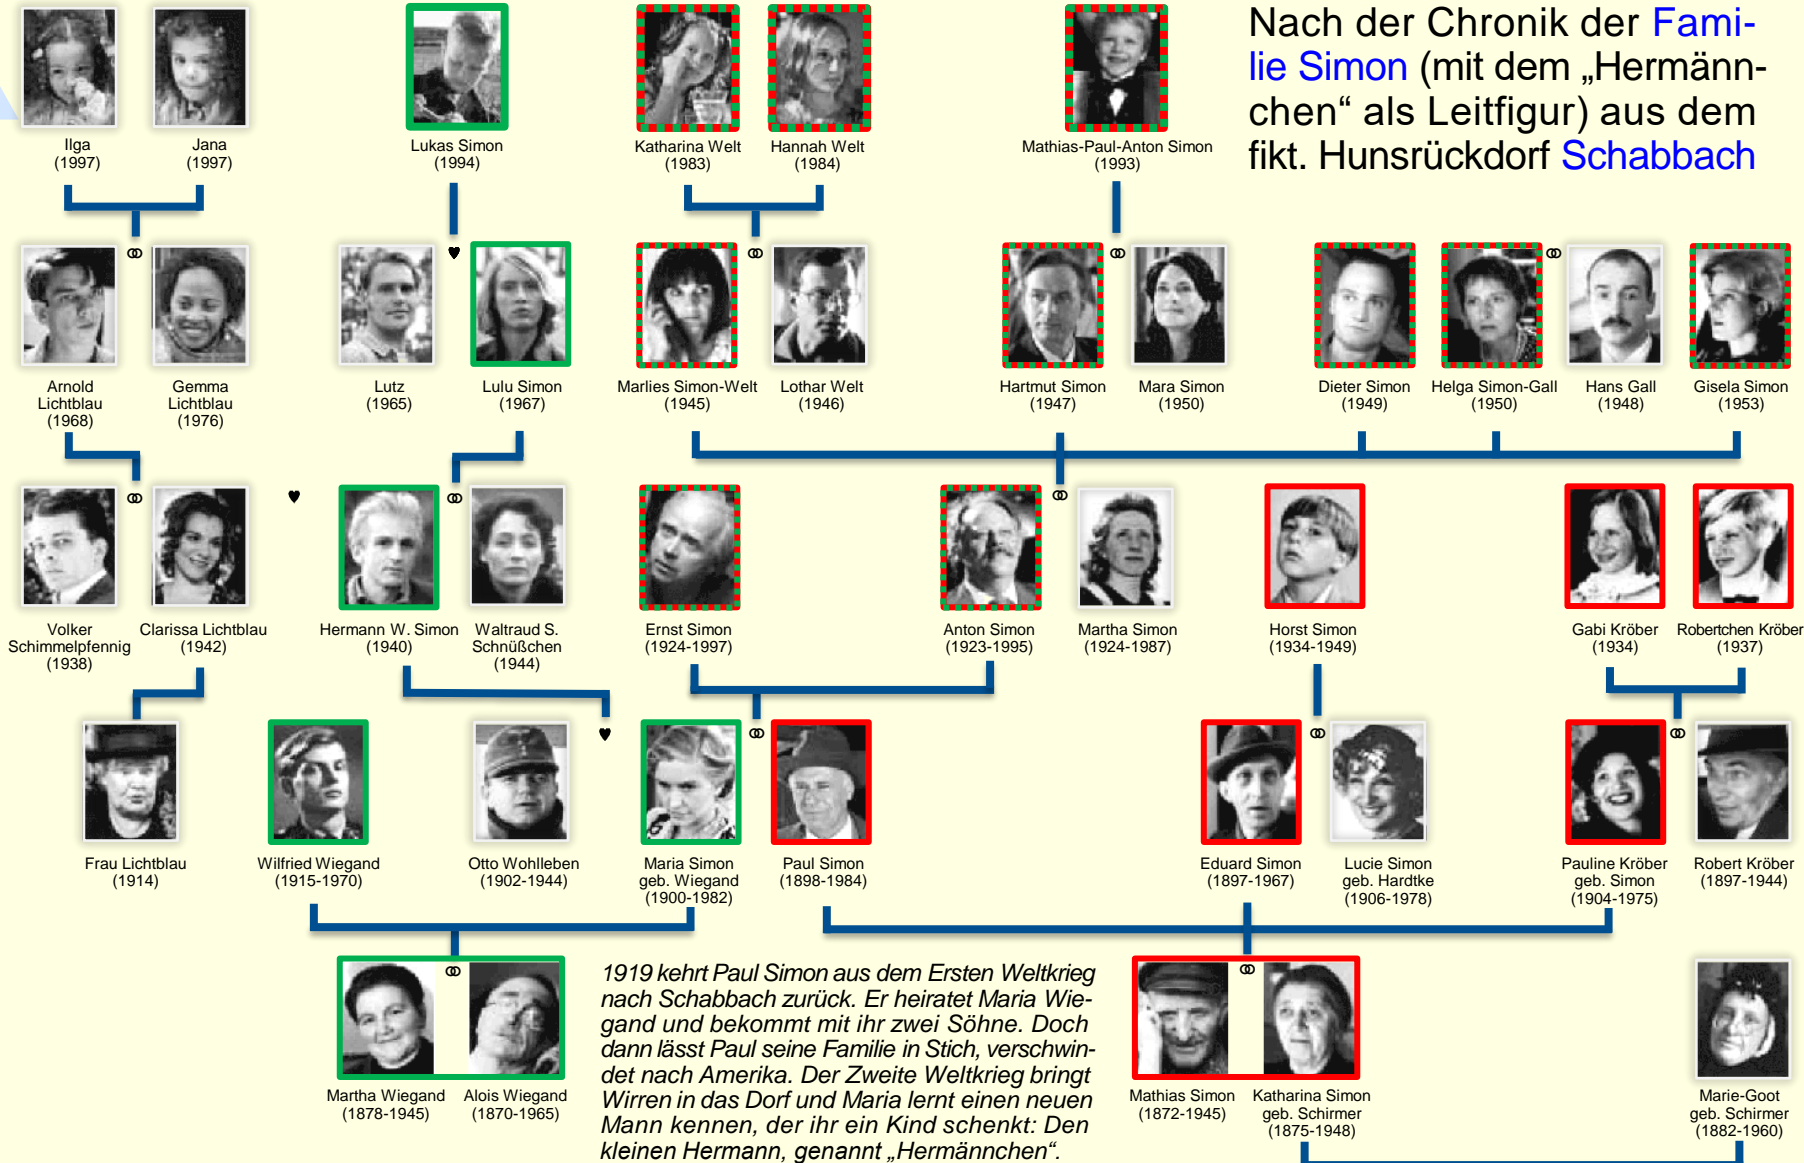 Nach der Chronik der Fami-
lie Simon (mit dem „Hermänn-
chen“ als Leitfigur) aus dem
fikt. Hunsrückdorf Schabbach
Ilga
(1997)
Jana
(1997)
Lukas Simon
(1994)
Katharina Welt
(1983)
Hannah Welt
(1984)
Mathias-Paul-Anton Simon
(1993)
Arnold
Lichtblau
(1968)
Gemma
Lichtblau
(1976)
Lutz
(1965)
Lulu Simon
(1967)
Marlies Simon-Welt
(1945)
Lothar Welt
(1946)
Hartmut Simon
(1947)
Mara Simon
(1950)
Dieter Simon
(1949)
Helga Simon-Gall
(1950)
Hans Gall
(1948)
Gisela Simon
(1953)
Volker
Schimmelpfennig
(1938)
Clarissa Lichtblau
(1942)
Hermann W. Simon
(1940)
Waltraud S.
Schnüßchen
(1944)
Ernst Simon
(1924-1997)
Anton Simon
(1923-1995)
Martha Simon
(1924-1987)
Horst Simon
(1934-1949)
Gabi Kröber
(1934)
Robertchen Kröber
(1937)
Frau Lichtblau
(1914)
Wilfried Wiegand
(1915-1970)
Otto Wohlleben
(1902-1944)
Maria Simon
geb. Wiegand
(1900-1982)
Paul Simon
(1898-1984)
Eduard Simon
(1897-1967)
Lucie Simon
geb. Hardtke
(1906-1978)
Pauline Kröber
geb. Simon
(1904-1975)
Robert Kröber
(1897-1944)
Martha Wiegand
(1878-1945)
Alois Wiegand
(1870-1965)
1919 kehrt Paul Simon aus dem Ersten Weltkrieg
nach Schabbach zurück. Er heiratet Maria Wie-
gand und bekommt mit ihr zwei Söhne. Doch
dann lässt Paul seine Familie in Stich, verschwin-
det nach Amerika. Der Zweite Weltkrieg bringt
Wirren in das Dorf und Maria lernt einen neuen
Mann kennen, der ihr ein Kind schenkt: Den
kleinen Hermann, genannt „Hermännchen“.
Mathias Simon
(1872-1945)
Katharina Simon
geb. Schirmer
(1875-1948)
Marie-Goot
geb. Schirmer
(1882-1960)